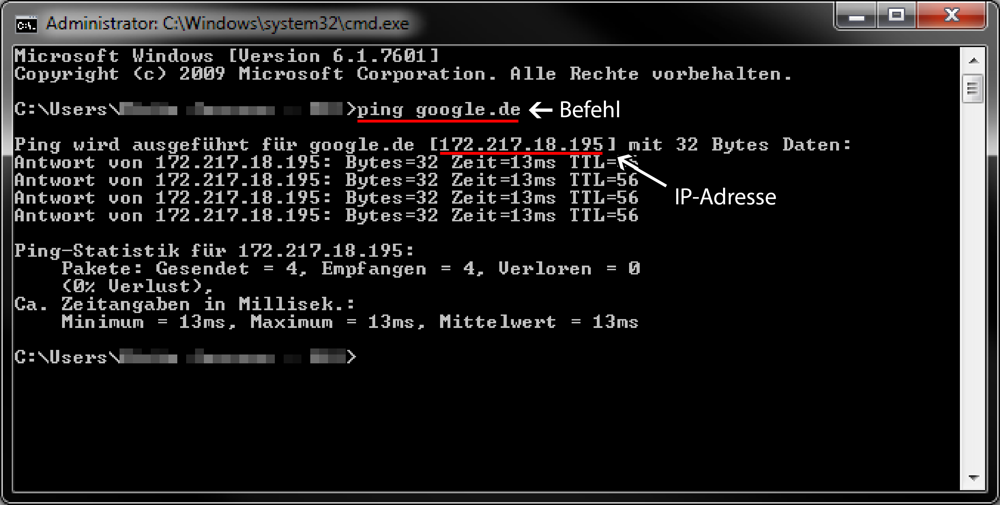 Administrator: C:\Windows\system32\cmd.exe
Microsoft Windows [Version 6.1.7601]
Copyright (c) 2009 Microsoft Corporation. Alle Rechte vorbehalten.
C:\Users\ >ping google.de ← Befehl
Ping wird ausgeführt für google.de [172.217.18.195] mit 32 Bytes Daten:
Antwort von 172.217.18.195: Bytes=32 Zeit=13ms TTL=
Antwort von 172.217.18.195: Bytes=32 Zeit=13ms TTL=56
IP-Adresse
Antwort von 172.217.18.195: Bytes=32 Zeit=13ms TTL=56
Antwort von 172.217.18.195: Bytes=32 Zeit=13ms TTL=56
Ping-Statistik für 172.217.18.195:
Pakete: Gesendet = 4, Empfangen = 4, Verloren = 0
(0% Verlust),
Ca. Zeitangaben in Millisek.:
Minimum = 13ms, Maximum = 13ms, Mittelwert = 13ms
C:\Users\ >